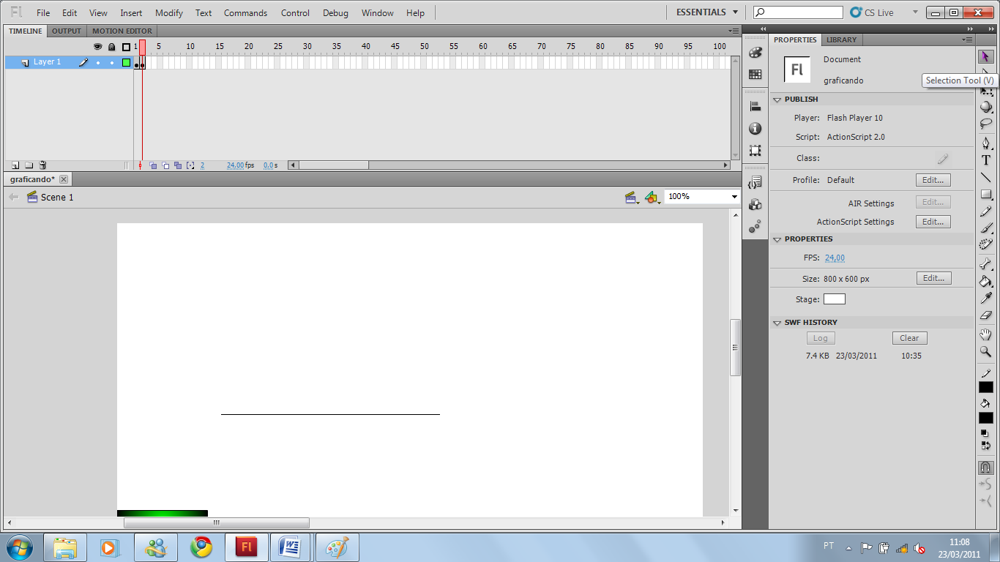 Fl File Edit View Insert Modify Text Commands Control Debug Window Help ESSENTIALS CS Live
TIMELINE OUTPUT MOTION EDITOR
1 5 10 15 20 25 30 35 40 45 50 55 60 65 70 75 80 85 90 95 100
Layer 1
2 24,00 fps 0,0 s
graficando*
Scene 1 100%
PROPERTIES LIBRARY
Fl
Document
graficando
Selection Tool (V)
PUBLISH
Player: Flash Player 10
Script: ActionScript 2.0
Class:
Profile: Default Edit...
AIR Settings Edit...
ActionScript Settings Edit...
PROPERTIES
FPS: 24,00
Size: 800 x 600 px Edit...
Stage:
SWF HISTORY
Log Clear
7.4 KB 23/03/2011 10:35
T
Fl W PT 11:08
23/03/2011